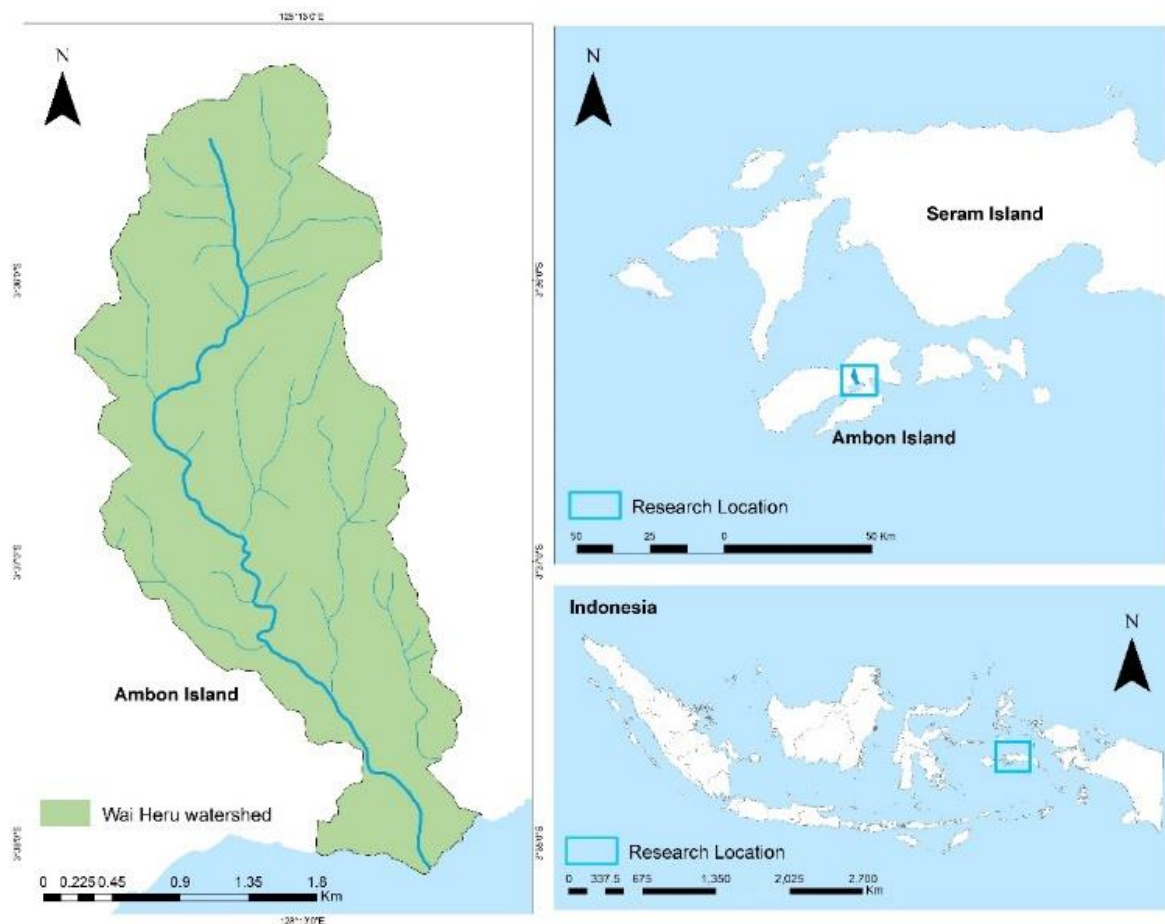 N
Ambon Island
Wai Heru watershed
0 0.225 0.45 0.9 1.35 1.8
Km
N
Seram Island
Ambon Island
Research Location
50 25 0 50 Km
Indonesia
N
Research Location
0 337.5 675 1,350 2,025 2,700
Km